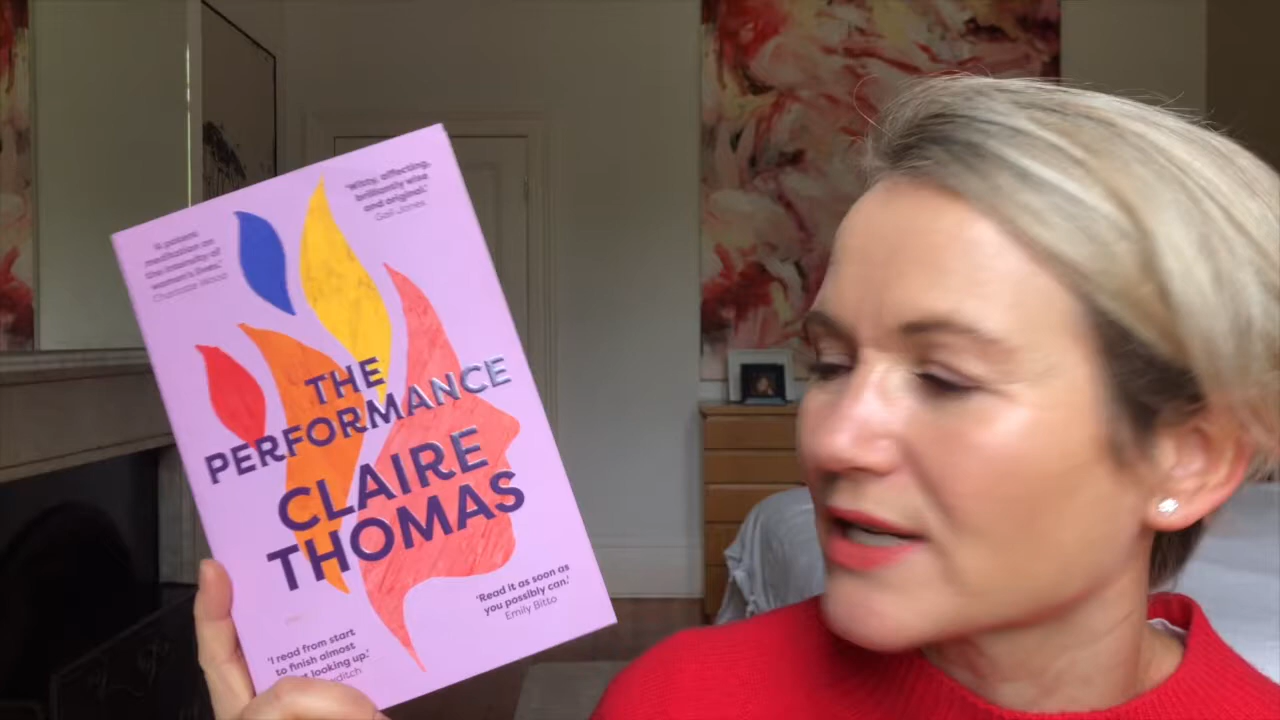 'Witty, affecting,
brilliantly wise
and original.'
Gail Jones
'A potent
meditation on
the intensity of
women's lives.'
Charlotte Wood
THE
PERFORMANCE
CLAIRE
THOMAS
'Read it as soon as
you possibly can.'
Emily Bitto
'I read from start
to finish almost
looking up.'